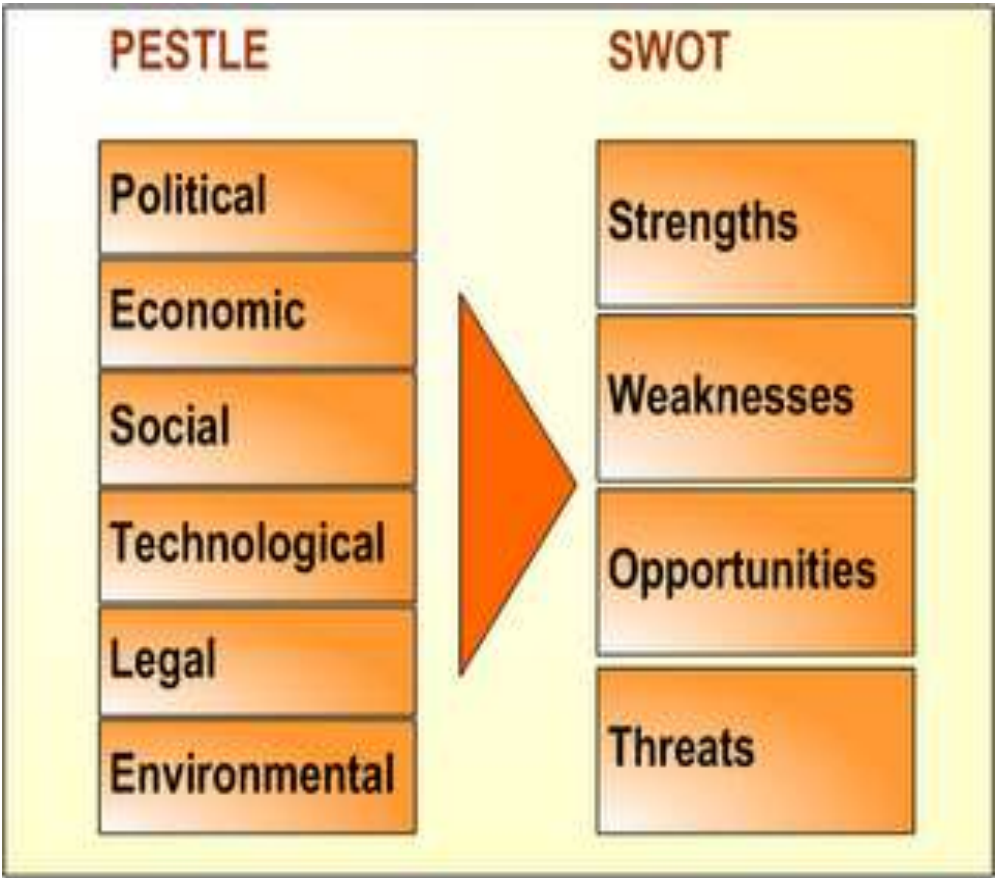 PESTLE
Political
Economic
Social
Technological
Legal
Environmental
SWOT
Strengths
Weaknesses
Opportunities
Threats